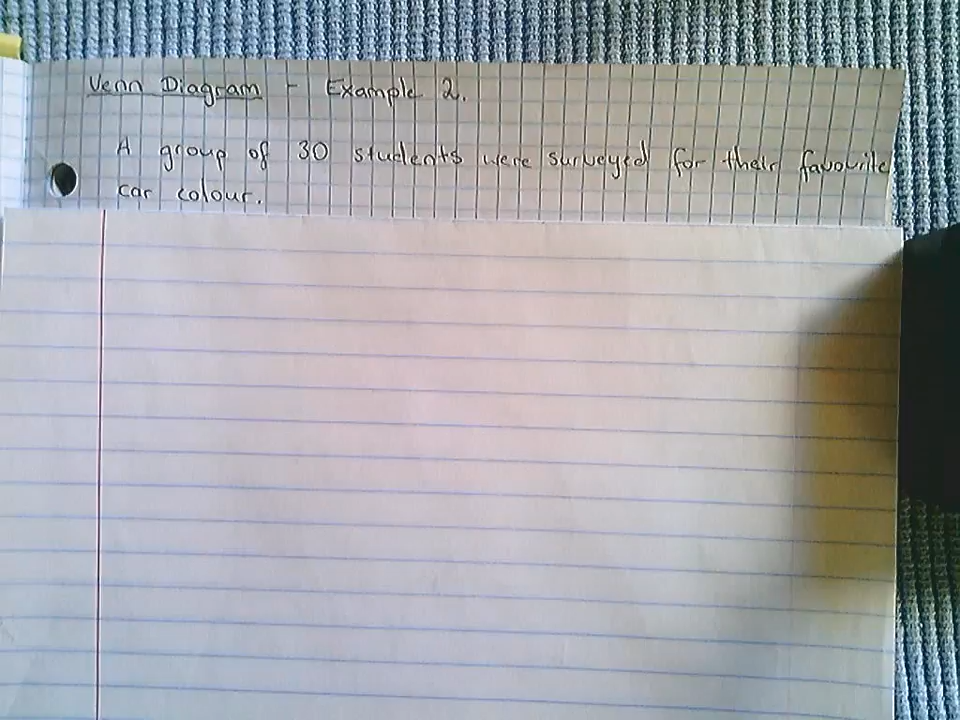 Venn Diagram - Example 2.
A group of 30 students were surveyed for their favourite
car colour.